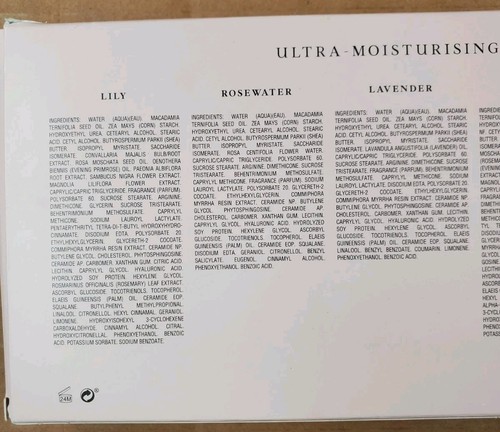 ULTRA-MOISTURISING
LILY
INGREDIENTS: WATER (AQUA)(EAU), MACADAMIA
TERNIFOLIA SEED OIL, ZEA MAYS (CORN) STARCH,
HYDROXYETHYL UREA, CETEARYL ALCOHOL, STEARIC
ACID, CETYL ALCOHOL, BUTYROSPERMUM PARKII (SHEA)
BUTTER, ISOPROPYL MYRISTATE, SACCHARIDE
ISOMERATE, CONVALLARIA MAJALIS BULB/ROOT
EXTRACT, ROSA MOSCHATA SEED OIL, OENOTHERA
BIENNIS (EVENING PRIMROSE) OIL, PAEONIA ALBIFLORA
ROOT EXTRACT, SAMBUCUS NIGRA FLOWER EXTRACT,
MAGNOLIA LILIFLORA FLOWER EXTRACT,
CAPRYLIC/CAPRIC TRIGLYCERIDE, FRAGRANCE (PARFUM),
POLYSORBATE 60, SUCROSE STEARATE, ARGININE,
DIMETHICONE, GLYCERIN, SUCROSE TRISTEARATE,
BEHENTRIMONIUM METHOSULFATE, CAPRYLYL
METHICONE, SODIUM LAUROYL LACTYLATE,
PENTAERYTHRITYL TETRA-DI-T-BUTYL HYDROXYHYDRO-
CINNAMATE, DISODIUM EDTA, POLYSORBATE 20,
ETHYLHEXYLGLYCERIN, GLYCERETH-2 COCOATE,
COMMIPHORA MYRRHA RESIN EXTRACT, CERAMIDE NP,
BUTYLENE GLYCOL, CHOLESTEROL, PHYTOSPHINGOSINE,
CERAMIDE AP, CARBOMER, XANTHAN GUM, CITRIC ACID,
LECITHIN, CAPRYLYL GLYCOL, HYALURONIC ACID,
HYDROLYZED SOY PROTEIN, HEXYLENE GLYCOL,
ROSMARINUS OFFICINALIS (ROSEMARY) LEAF EXTRACT,
ASCORBYL GLUCOSIDE, TOCOTRIENOLS, TOCOPHEROL,
ELAEIS GUINEENSIS (PALM) OIL, CERAMIDE EOP,
SQUALANE, BUTYLPHENYL METHYLPROPIONAL,
LINALOOL, CITRONELLOL, HEXYL CINNAMAL, GERANIOL,
LIMONENE, HYDROXYISOHEXYL 3-CYCLOHEXENE
CARBOXALDEHYDE, CINNAMYL ALCOHOL, CITRAL,
HYDROXYCITRONELLAL, PHENOXYETHANOL, BENZOIC
ACID, POTASSIUM SORBATE, SODIUM BENZOATE.
24M
ROSEWATER
INGREDIENTS: WATER (AQUA)(EAU), MACADAMIA
TERNIFOLIA SEED OIL, ZEA MAYS (CORN) STARCH,
HYDROXYETHYL UREA, CETEARYL ALCOHOL, STEARIC
ACID, CETYL ALCOHOL, BUTYROSPERMUM PARKII (SHEA)
BUTTER, ISOPROPYL MYRISTATE, SACCHARIDE
ISOMERATE, ROSA CENTIFOLIA FLOWER WATER,
CAPRYLIC/CAPRIC TRIGLYCERIDE, POLYSORBATE 60,
SUCROSE STEARATE, ARGININE, DIMETHICONE, SUCROSE
TRISTEARATE, BEHENTRIMONIUM METHOSULFATE,
CAPRYLYL METHICONE, FRAGRANCE (PARFUM), SODIUM
LAUROYL LACTYLATE, POLYSORBATE 20, GLYCERETH-2
COCOATE, ETHYLHEXYLGLYCERIN, COMMIPHORA
MYRRHA RESIN EXTRACT, CERAMIDE NP, BUTYLENE
GLYCOL, PHYTOSPHINGOSINE, CERAMIDE AP,
CHOLESTEROL, CARBOMER, XANTHAN GUM, LECITHIN,
CAPRYLYL GLYCOL, HYALURONIC ACID, HYDROLYZED
SOY PROTEIN, HEXYLENE GLYCOL, ASCORBYL
GLUCOSIDE, TOCOTRIENOLS, TOCOPHEROL, ELAEIS
GUINEENSIS (PALM) OIL, CERAMIDE EOP, SQUALANE,
DISODIUM EDTA, GERANIOL, CITRONELLOL, BENZYL
SALICYLATE, EUGENOL, CINNAMYL ALCOHOL,
PHENOXYETHANOL, BENZOIC ACID.
LAVENDER
INGREDIENTS: WATER (AQUA)(EAU), MACADAMIA
TERNIFOLIA SEED OIL, ZEA MAYS (CORN) STARCH,
HYDROXYETHYL UREA, CETEARYL ALCOHOL, STEARIC
ACID, CETYL ALCOHOL, BUTYROSPERMUM PARKII (SHEA)
BUTTER, ISOPROPYL MYRISTATE, SACCHARIDE
ISOMERATE, LAVANDULA ANGUSTIFOLIA (LAVENDER) OIL,
CAPRYLIC/CAPRIC TRIGLYCERIDE, POLYSORBATE 60,
SUCROSE STEARATE, ARGININE, DIMETHICONE, SUCROSE
TRISTEARATE, FRAGRANCE (PARFUM), BEHENTRIMONIUM
METHOSULFATE, CAPRYLYL METHICONE, SODIUM
LAUROYL LACTYLATE, DISODIUM EDTA, POLYSORBATE 20,
GLYCERETH-2 COCOATE, ETHYLHEXYLGLYCERIN,
COMMIPHORA MYRRHA RESIN EXTRACT, CERAMIDE NP,
BUTYLENE GLYCOL, PHYTOSPHINGOSINE, CERAMIDE AP,
CHOLESTEROL, CARBOMER, XANTHAN GUM, LECITHIN,
CAPRYLYL GLYCOL, HYALURONIC ACID, HYDROLYZED
SOY PROTEIN, HEXYLENE GLYCOL, ASCORBYL
GLUCOSIDE, TOCOTRIENOLS, TOCOPHEROL, ELAEIS
GUINEENSIS (PALM) OIL, CERAMIDE EOP, SQUALANE,
LINALOOL, BENZYL BENZOATE, COUMARIN, LIMONENE,
PHENOXYETHANOL, BENZOIC ACID.